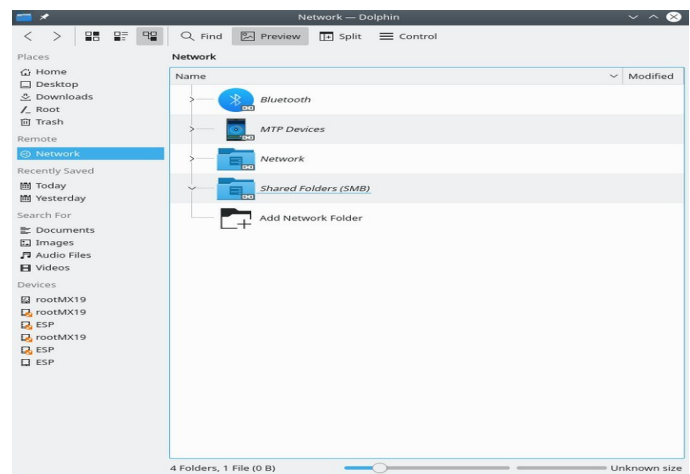 Network — Dolphin
Find Preview Split Control
Places
Home
Desktop
Downloads
Root
Trash
Remote
Network
Recently Saved
Today
Yesterday
Search For
Documents
Images
Audio Files
Videos
Devices
rootMX19
rootMX19
ESP
rootMX19
ESP
ESP
Network
Name Modified
Bluetooth
MTP Devices
Network
Shared Folders (SMB)
Add Network Folder
4 Folders, 1 File (0 B) Unknown size